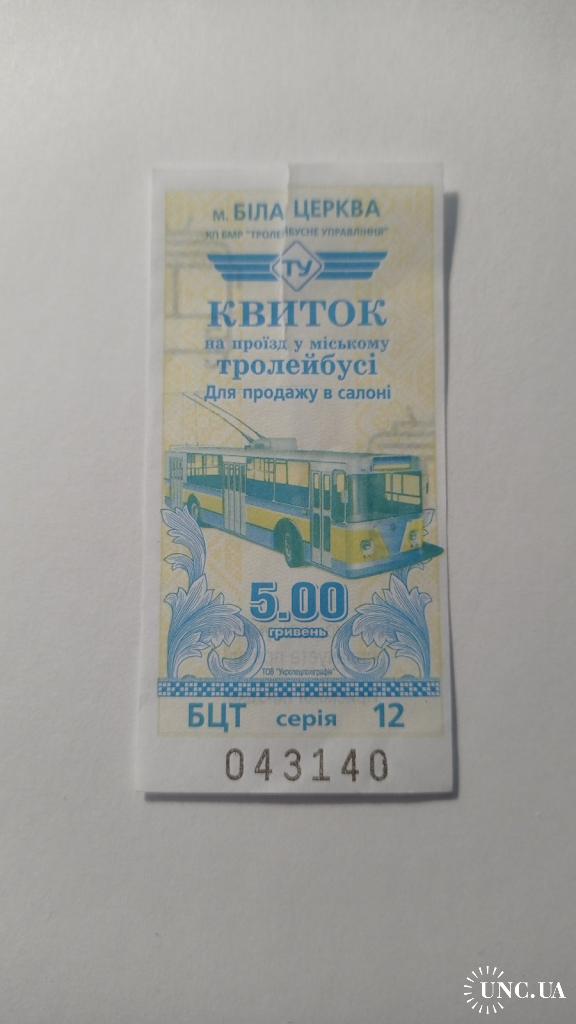 м. БІЛА ЦЕРКВА
КП БМР "ТРОЛЕЙБУСНЕ УПРАВЛІННЯ"
ТУ
КВИТОК
на проїзд у міському
тролейбусі
Для продажу в салоні
5.00
гривень
ТОВ "Укрспецполіграфія"
БЦТ серія 12
043140
UNC.UA